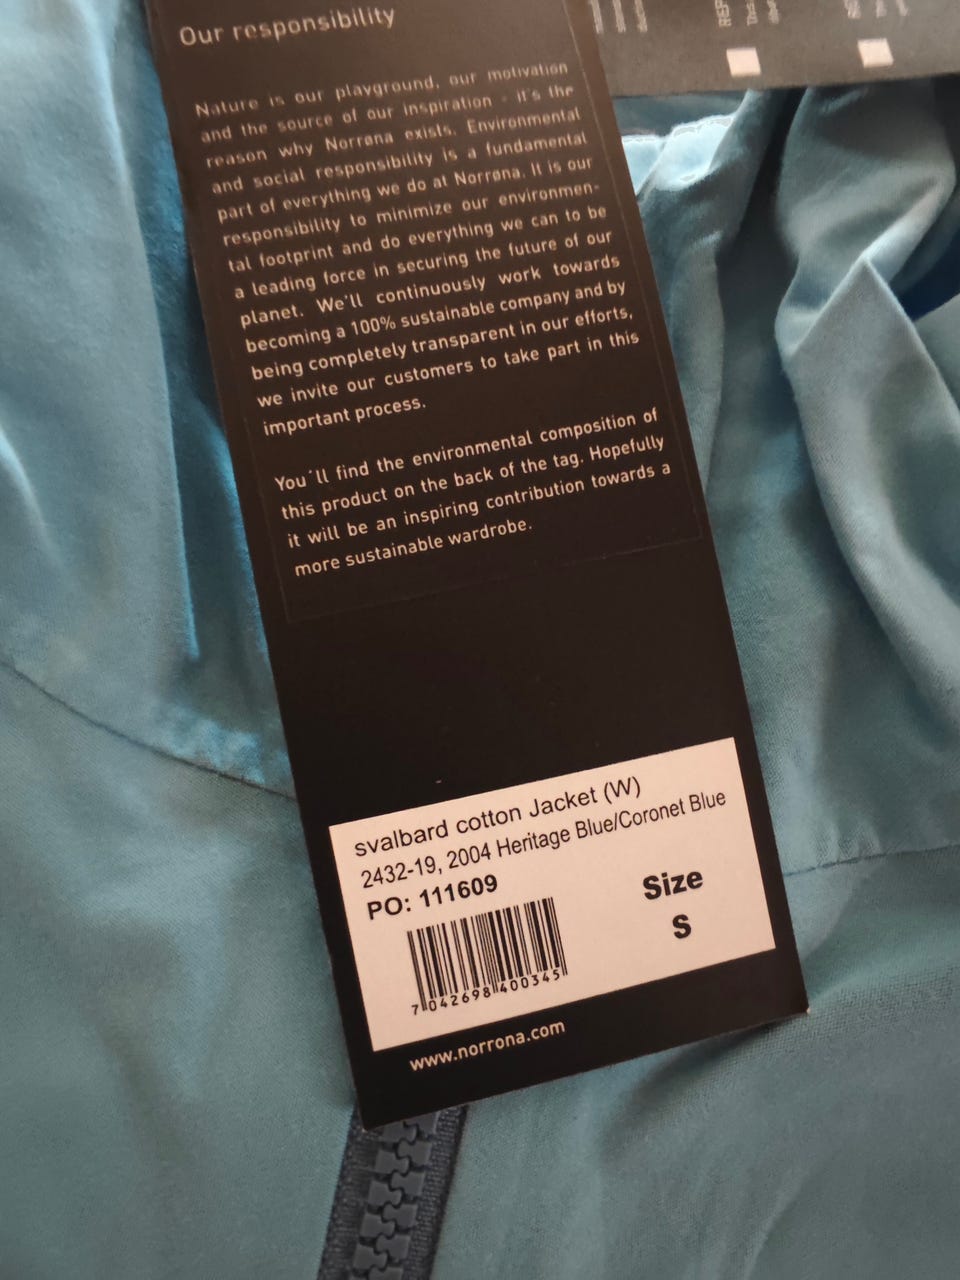 Our responsibility
Nature is our playground, our motivation
and the source of our inspiration - it's the
reason why Norrøna exists. Environmental
and social responsibility is a fundamental
part of everything we do at Norrøna. It is our
responsibility to minimize our environmen-
tal footprint and do everything we can to be
a leading force in securing the future of our
planet. We'll continuously work towards
becoming a 100% sustainable company and by
being completely transparent in our efforts,
we invite our customers to take part in this
important process.
You´ll find the environmental composition of
this product on the back of the tag. Hopefully
it will be an inspiring contribution towards a
more sustainable wardrobe.
svalbard cotton Jacket (W)
2432-19, 2004 Heritage Blue/Coronet Blue
PO: 111609
Size
S
7 042698 400345
www.norrona.com